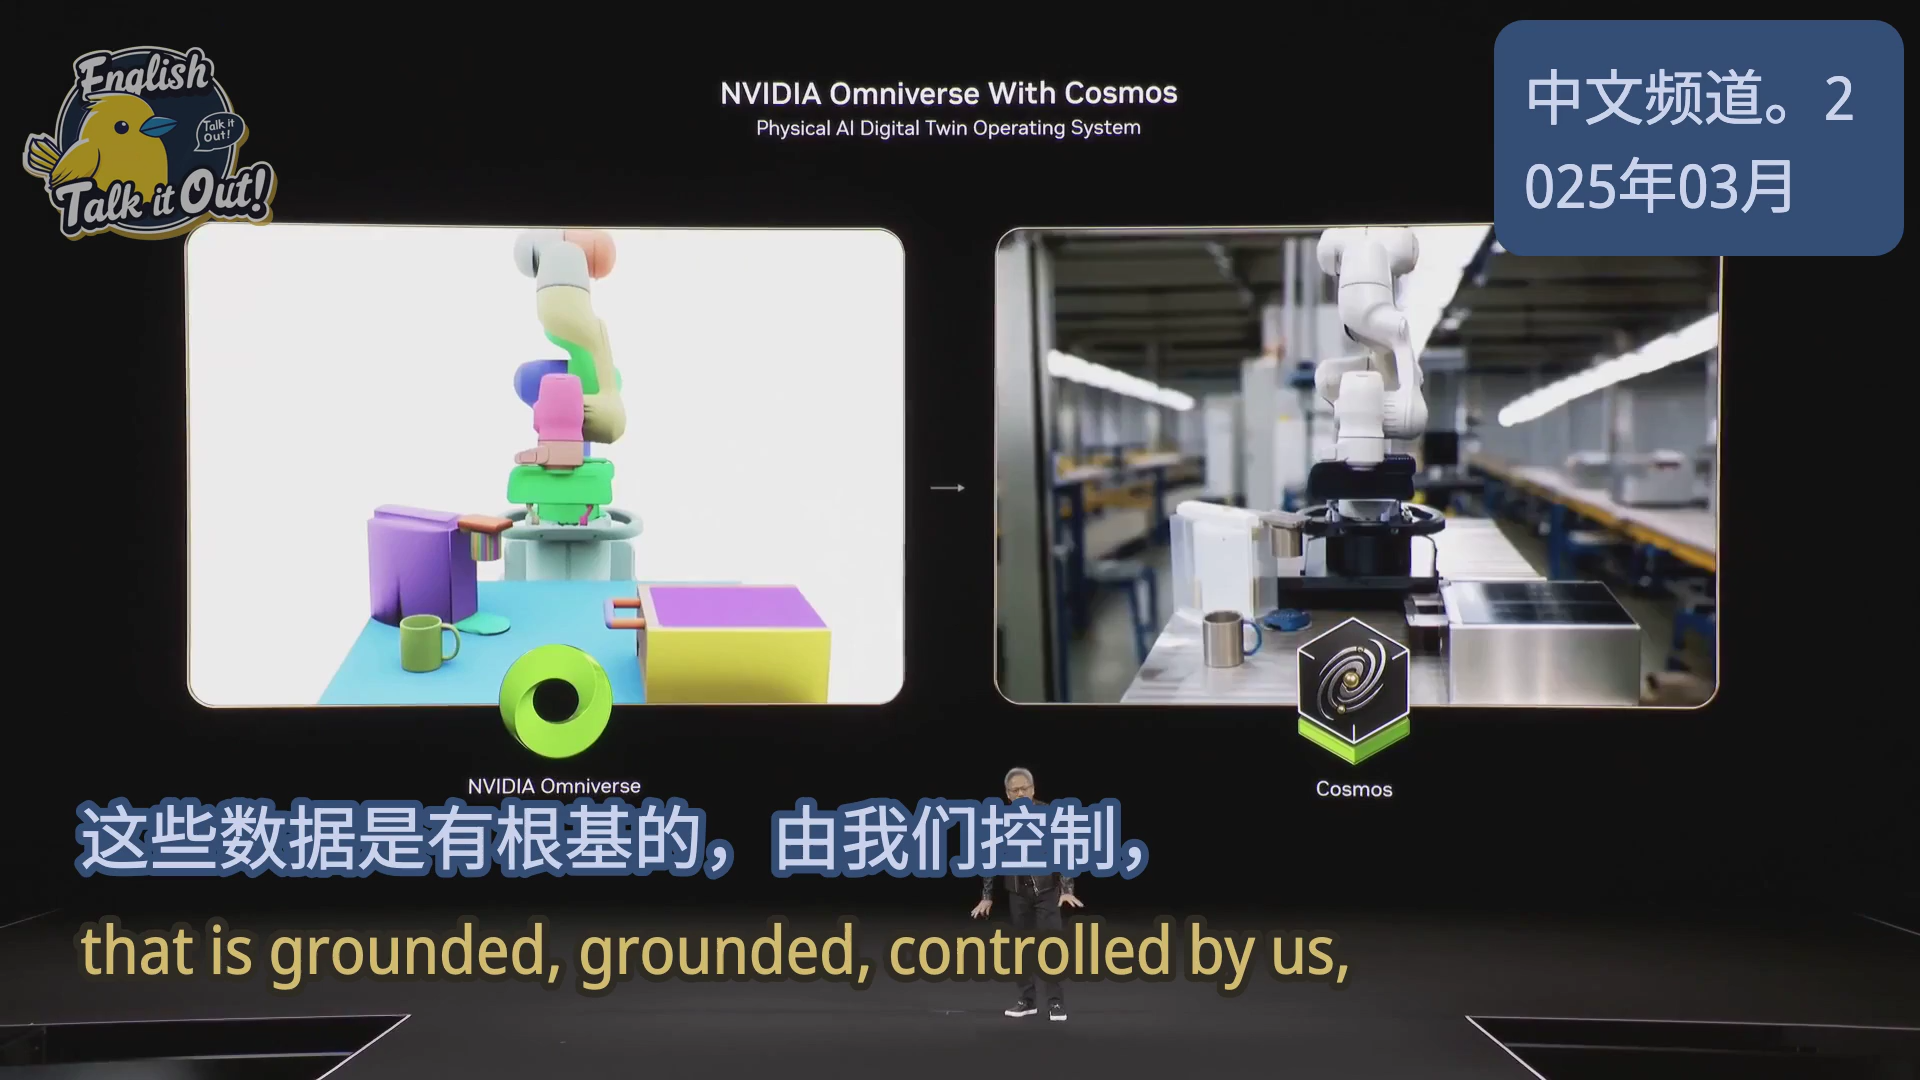 English
Talk it
Out!
Talk it Out!
NVIDIA Omniverse With Cosmos
Physical AI Digital Twin Operating System
中文频道。2
025年03月
NVIDIA Omniverse
Cosmos
这些数据是有根基的，由我们控制，
that is grounded, grounded, controlled by us,